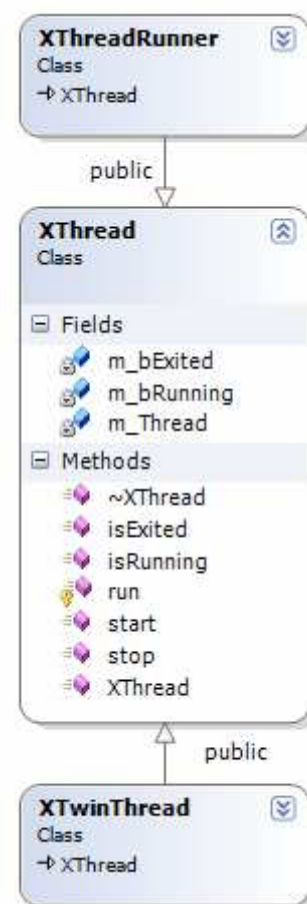 XThreadRunner
Class
XThread
public
XThread
Class
Fields
m_bExited
m_bRunning
m_Thread
Methods
~XThread
isExited
isRunning
run
start
stop
XThread
public
XTwinThread
Class
XThread